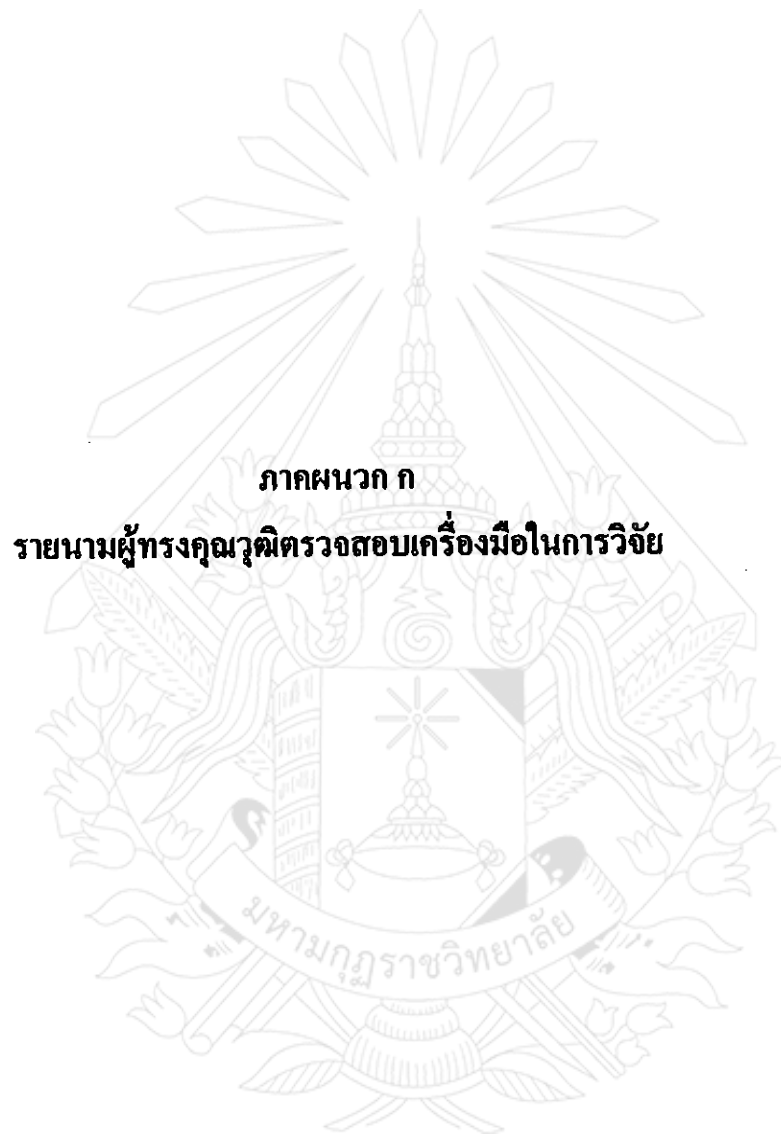 ภาคผนวก ก
รายนามผู้ทรงคุณวุฒิตรวจสอบเครื่องมือในการวิจัย
มหามกุฏราชวิทยาลัย